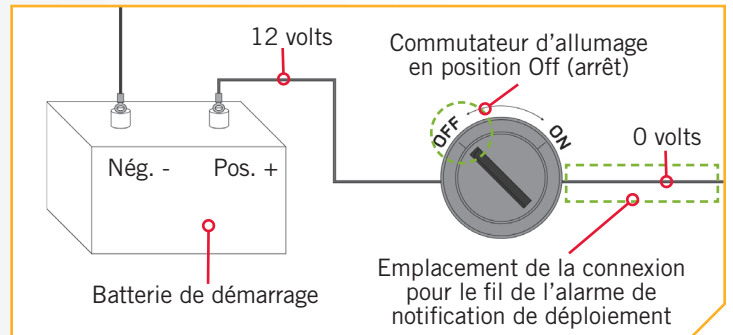 12 volts
Commutateur d’allumage
en position Off (arrêt)
OFF
ON
0 volts
Nég. -
Pos. +
Batterie de démarrage
Emplacement de la connexion
pour le fil de l’alarme de
notification de déploiement